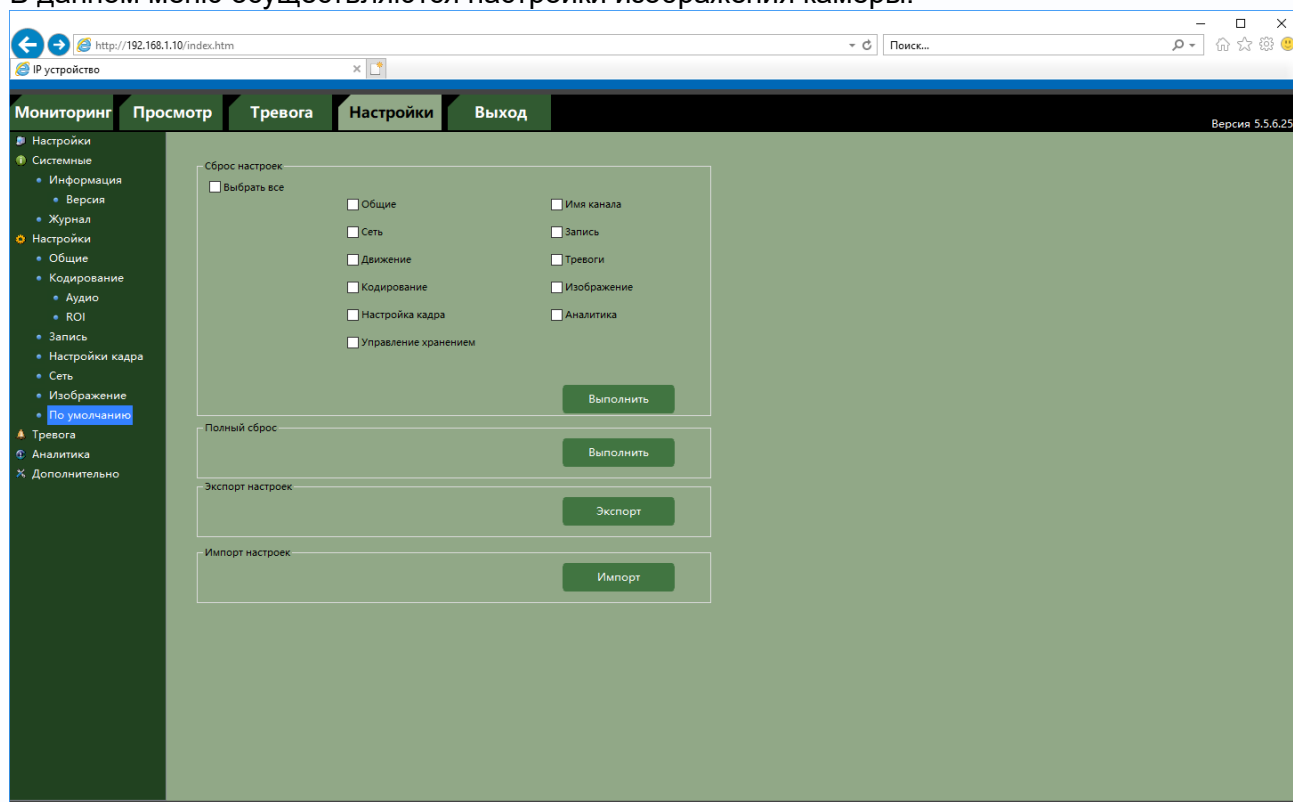 В данном меню осуществляются настройки изображения камеры.
http://192.168.1.10/index.htm
Поиск...
IP устройство
Мониторинг Просмотр Тревога Настройки Выход
Версия 5.5.6.25
Настройки
Системные
Информация
Версия
Журнал
Настройки
Общие
Кодирование
Аудио
ROI
Запись
Настройки кадра
Сеть
Изображение
По умолчанию
Тревога
Аналитика
Дополнительно
Сброс настроек
Выбрать все
Общие Имя канала
Сеть Запись
Движение Тревоги
Кодирование Изображение
Настройка кадра Аналитика
Управление хранением
Выполнить
Полный сброс
Выполнить
Экспорт настроек
Экспорт
Импорт настроек
Импорт